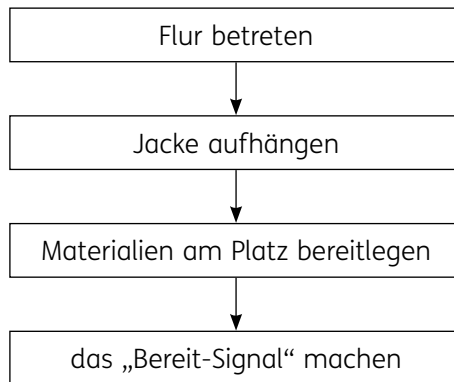 Flur betreten
Jacke aufhängen
Materialien am Platz bereitlegen
das „Bereit-Signal“ machen